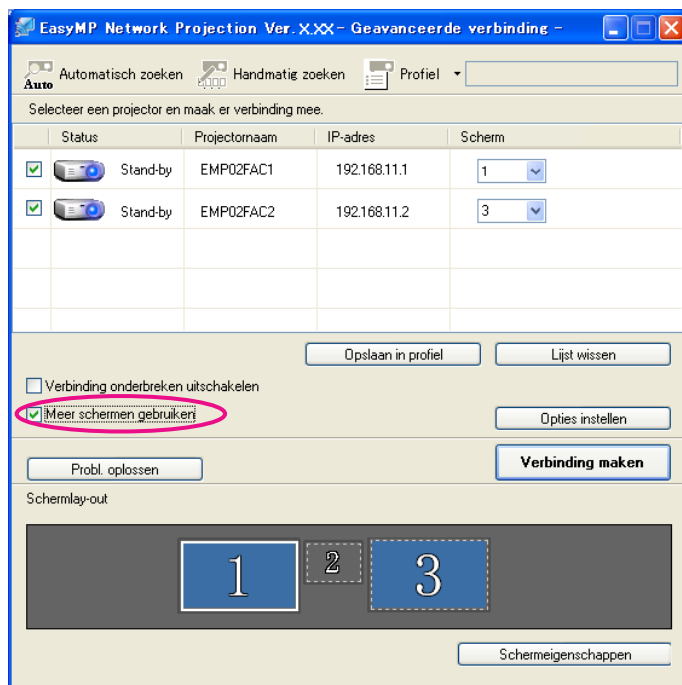 EasyMP Network Projection Ver. X.XX - Geavanceerde verbinding -
Auto Automatisch zoeken Handmatig zoeken Profiel
Selecteer een projector en maak er verbinding mee.
Status Projectornaam IP-adres Scherm
Stand-by EMP02FAC1 192.168.11.1 1
Stand-by EMP02FAC2 192.168.11.2 3
Opslaan in profiel Lijst wissen
Verbinding onderbreken uitschakelen
Meer schermen gebruiken
Opties instellen
Probl. oplossen Verbinding maken
Schermlay-out
1 2 3
Schermeigenschappen